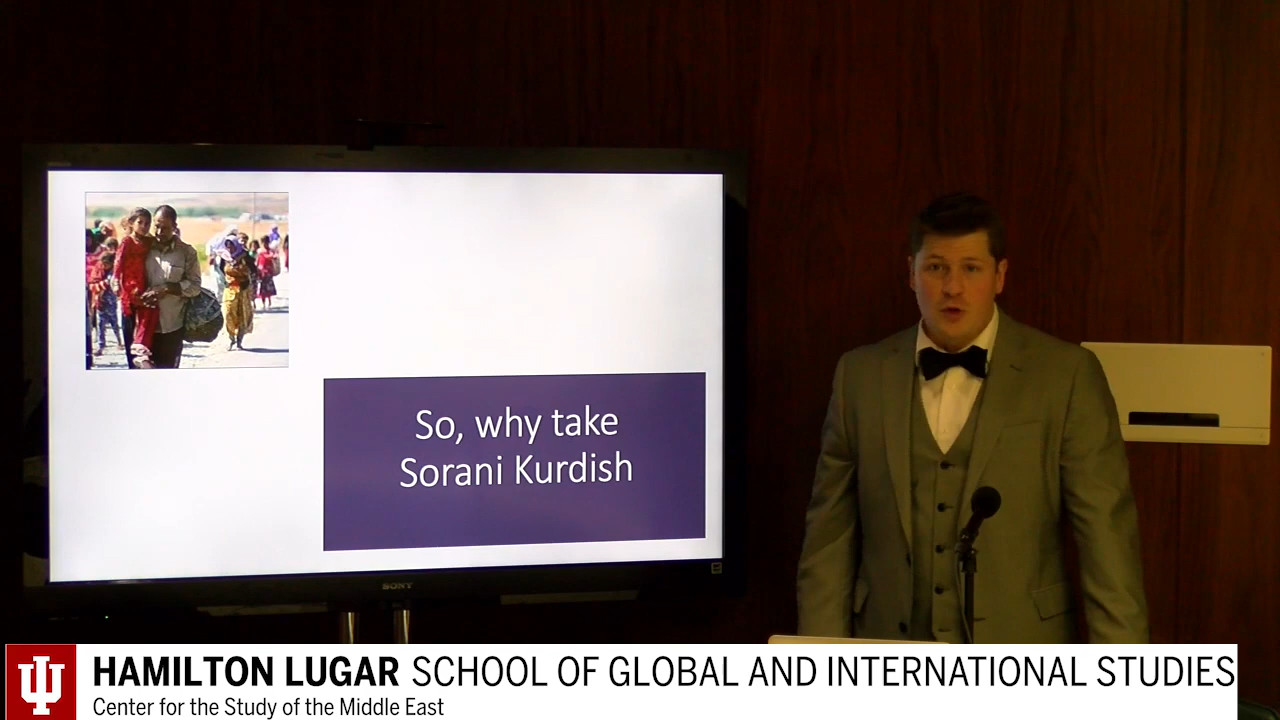 So, why take
Sorani Kurdish
SONY
HAMILTON LUGAR SCHOOL OF GLOBAL AND INTERNATIONAL STUDIES
Center for the Study of the Middle East